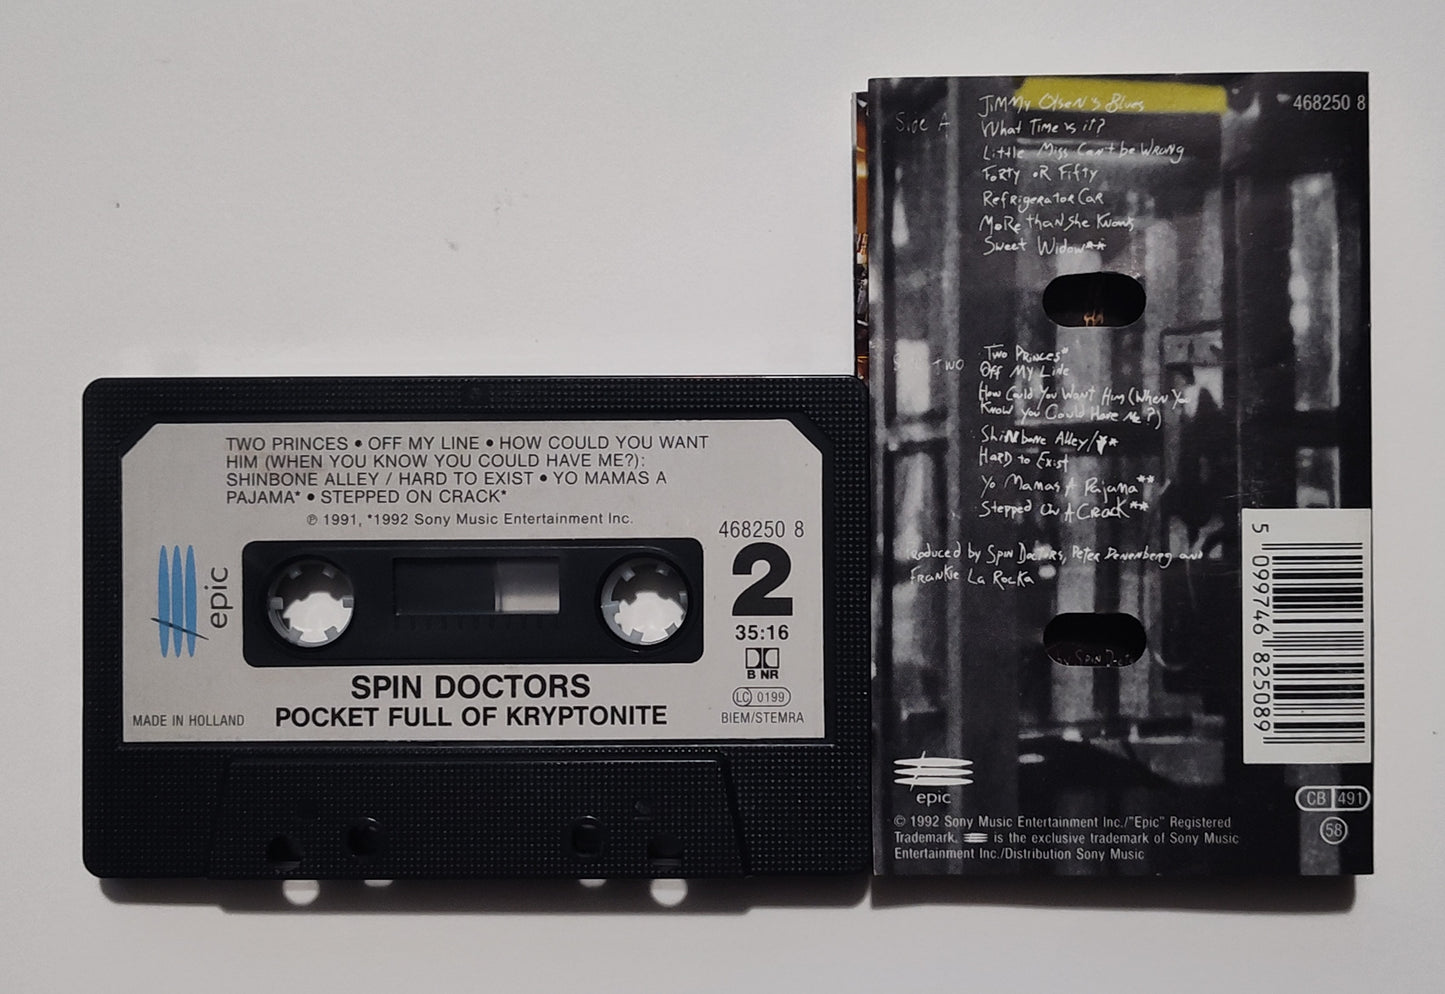 TWO PRINCES • OFF MY LINE • HOW COULD YOU WANT
HIM (WHEN YOU KNOW YOU COULD HAVE ME?):
SHINBONE ALLEY / HARD TO EXIST • YO MAMAS A
PAJAMA* • STEPPED ON CRACK*
℗ 1991, *1992 Sony Music Entertainment Inc.
468250 8
2
35:16
B NR
LC 0199
BIEM/STEMRA
epic
SPIN DOCTORS
POCKET FULL OF KRYPTONITE
MADE IN HOLLAND
468250 8
Side A
Jimmy Olsen's Blues
What Time is it?
Little Miss Can't be Wrong
Forty or Fifty
Refrigerator Car
More than She Knows
Sweet Widow**
Two Princes*
Off My Line
How Could You Want Him (When You
Know you Could Have Me?)
Shinbone Alley/**
Hard to Exist
Yo Mamas A Pajama**
Stepped On A Crack**
Produced by Spin Doctors, Peter Denenberg and
Frankie La Rocka
5 099746 825089
epic
© 1992 Sony Music Entertainment Inc./"Epic" Registered
Trademark, is the exclusive trademark of Sony Music
Entertainment Inc./Distribution Sony Music
CB 491
58